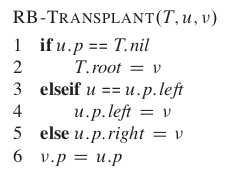 RB-TRANSPLANT(T, u, v)
1 if u.p == T.nil
2 T.root = v
3 elseif u == u.p.left
4 u.p.left = v
5 else u.p.right = v
6 v.p = u.p